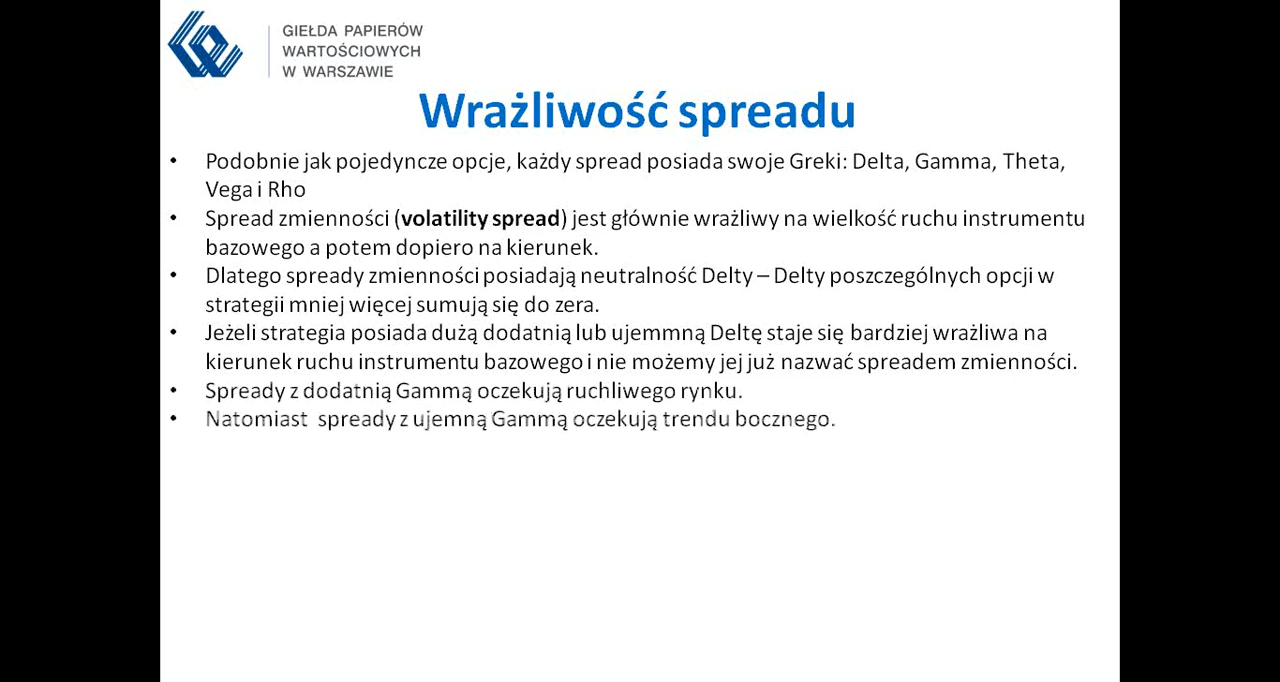 GIEŁDA PAPIERÓW
WARTOŚCIOWYCH
W WARSZAWIE
Wrażliwość spreadu
• Podobnie jak pojedyncze opcje, każdy spread posiada swoje Greki: Delta, Gamma, Theta,
Vega i Rho
• Spread zmienności (volatility spread) jest głównie wrażliwy na wielkość ruchu instrumentu
bazowego a potem dopiero na kierunek.
• Dlatego spready zmienności posiadają neutralność Delty – Delty poszczególnych opcji w
strategii mniej więcej sumują się do zera.
• Jeżeli strategia posiada dużą dodatnią lub ujemmną Deltę staje się bardziej wrażliwa na
kierunek ruchu instrumentu bazowego i nie możemy jej już nazwać spreadem zmienności.
• Spready z dodatnią Gammą oczekują ruchliwego rynku.
• Natomiast  spready z ujemną Gammą oczekują trendu bocznego.